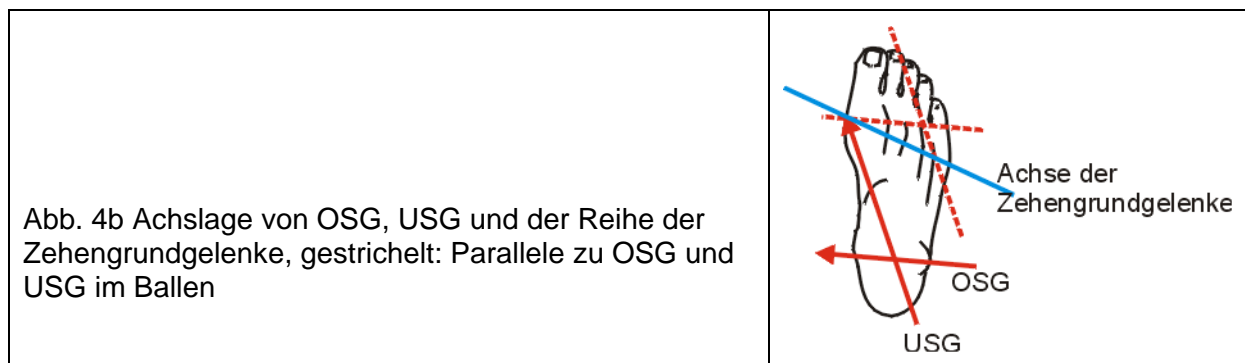 Abb. 4b Achslage von OSG, USG und der Reihe der
Zehengrundgelenke, gestrichelt: Parallele zu OSG und
USG im Ballen
Achse der
Zehengrundgelenke
OSG
USG